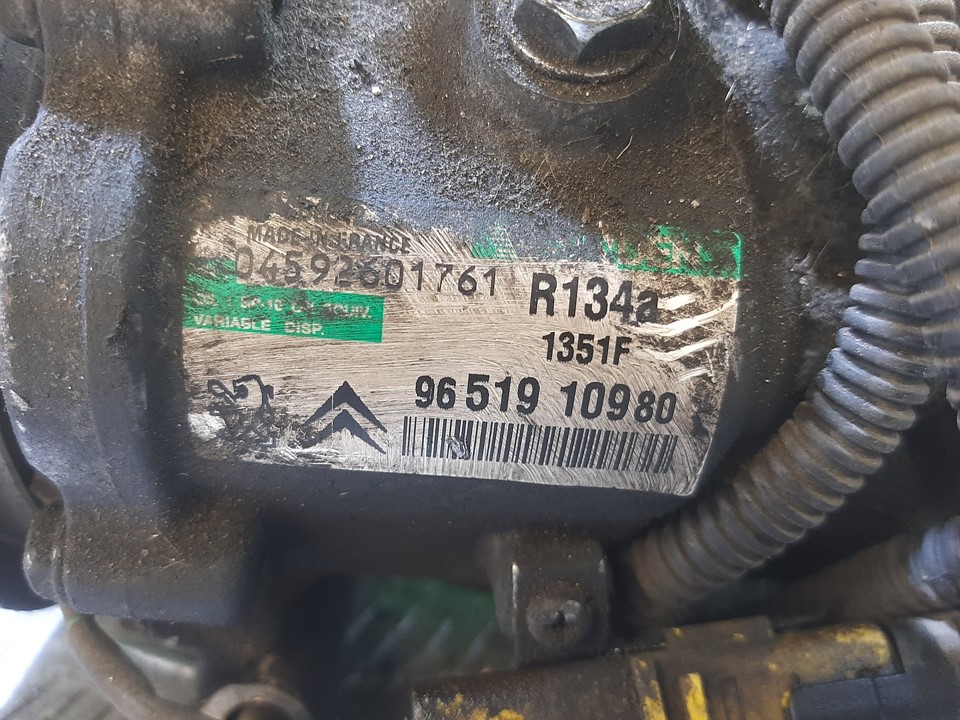 MADE IN FRANCE
04592601761
R134a
VARIABLE DISP.
1351F
96 519 109 80